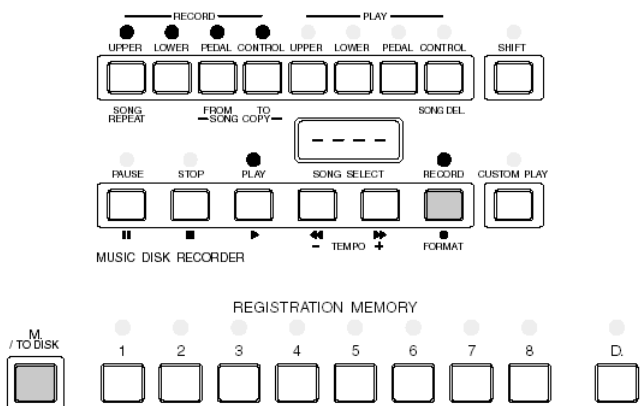 RECORD PLAY
UPPER LOWER PEDAL CONTROL UPPER LOWER PEDAL CONTROL SHIFT
SONG REPEAT FROM TO SONG COPY SONG DEL.
- - - -
PAUSE STOP PLAY SONG SELECT RECORD CUSTOM PLAY
- TEMPO + FORMAT
MUSIC DISK RECORDER
REGISTRATION MEMORY
M.
/ TO DISK 1 2 3 4 5 6 7 8 D.